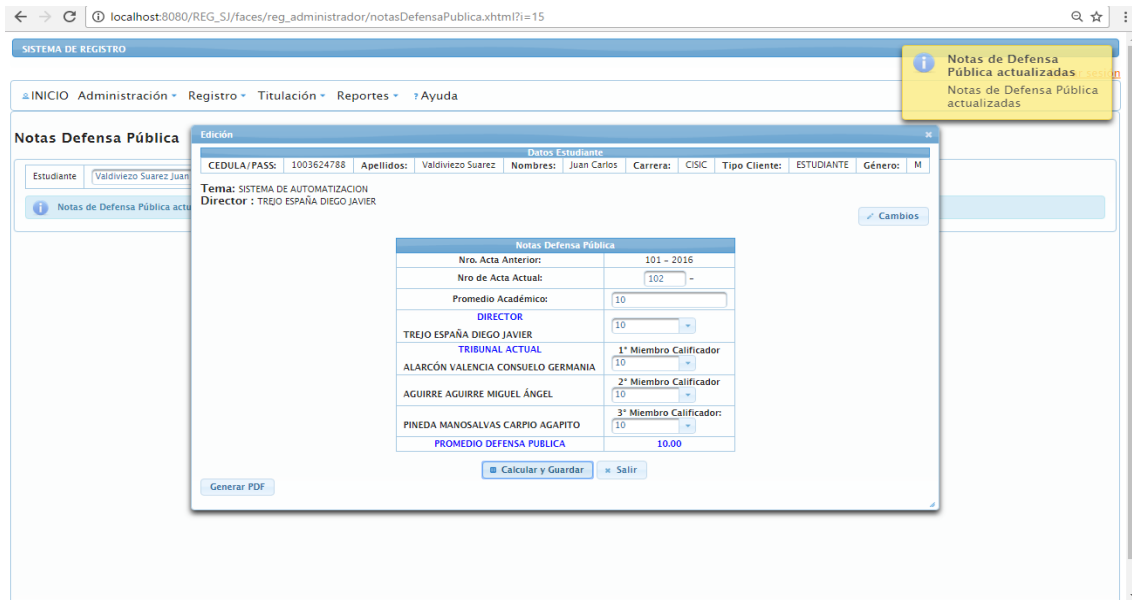 localhost:8080/REG_SJ/faces/reg_administrador/notasDefensaPublica.xhtml?i=15
SISTEMA DE REGISTRO
Notas de Defensa
Pública actualizadas
Notas de Defensa Pública
actualizadas
INICIO Administración Registro Titulación Reportes ? Ayuda
Notas Defensa Pública
Estudiante Valdiviezo Suarez Juan
Notas de Defensa Pública actu
Edición
Datos Estudiante
CEDULA/PASS: 1003624788 Apellidos: Valdiviezo Suarez Nombres: Juan Carlos Carrera: CISIC Tipo Cliente: ESTUDIANTE Género: M
Tema: SISTEMA DE AUTOMATIZACION
Director : TREJO ESPAÑA DIEGO JAVIER
Cambios
Notas Defensa Pública
Nro. Acta Anterior: 101 - 2016
Nro de Acta Actual: 102 -
Promedio Académico: 10
DIRECTOR
TREJO ESPAÑA DIEGO JAVIER 10
TRIBUNAL ACTUAL 1° Miembro Calificador
ALARCÓN VALENCIA CONSUELO GERMANIA 10
2° Miembro Calificador
AGUIRRE AGUIRRE MIGUEL ÁNGEL 10
3° Miembro Calificador:
PINEDA MANOSALVAS CARPIO AGAPITO 10
PROMEDIO DEFENSA PUBLICA 10.00
Calcular y Guardar Salir
Generar PDF